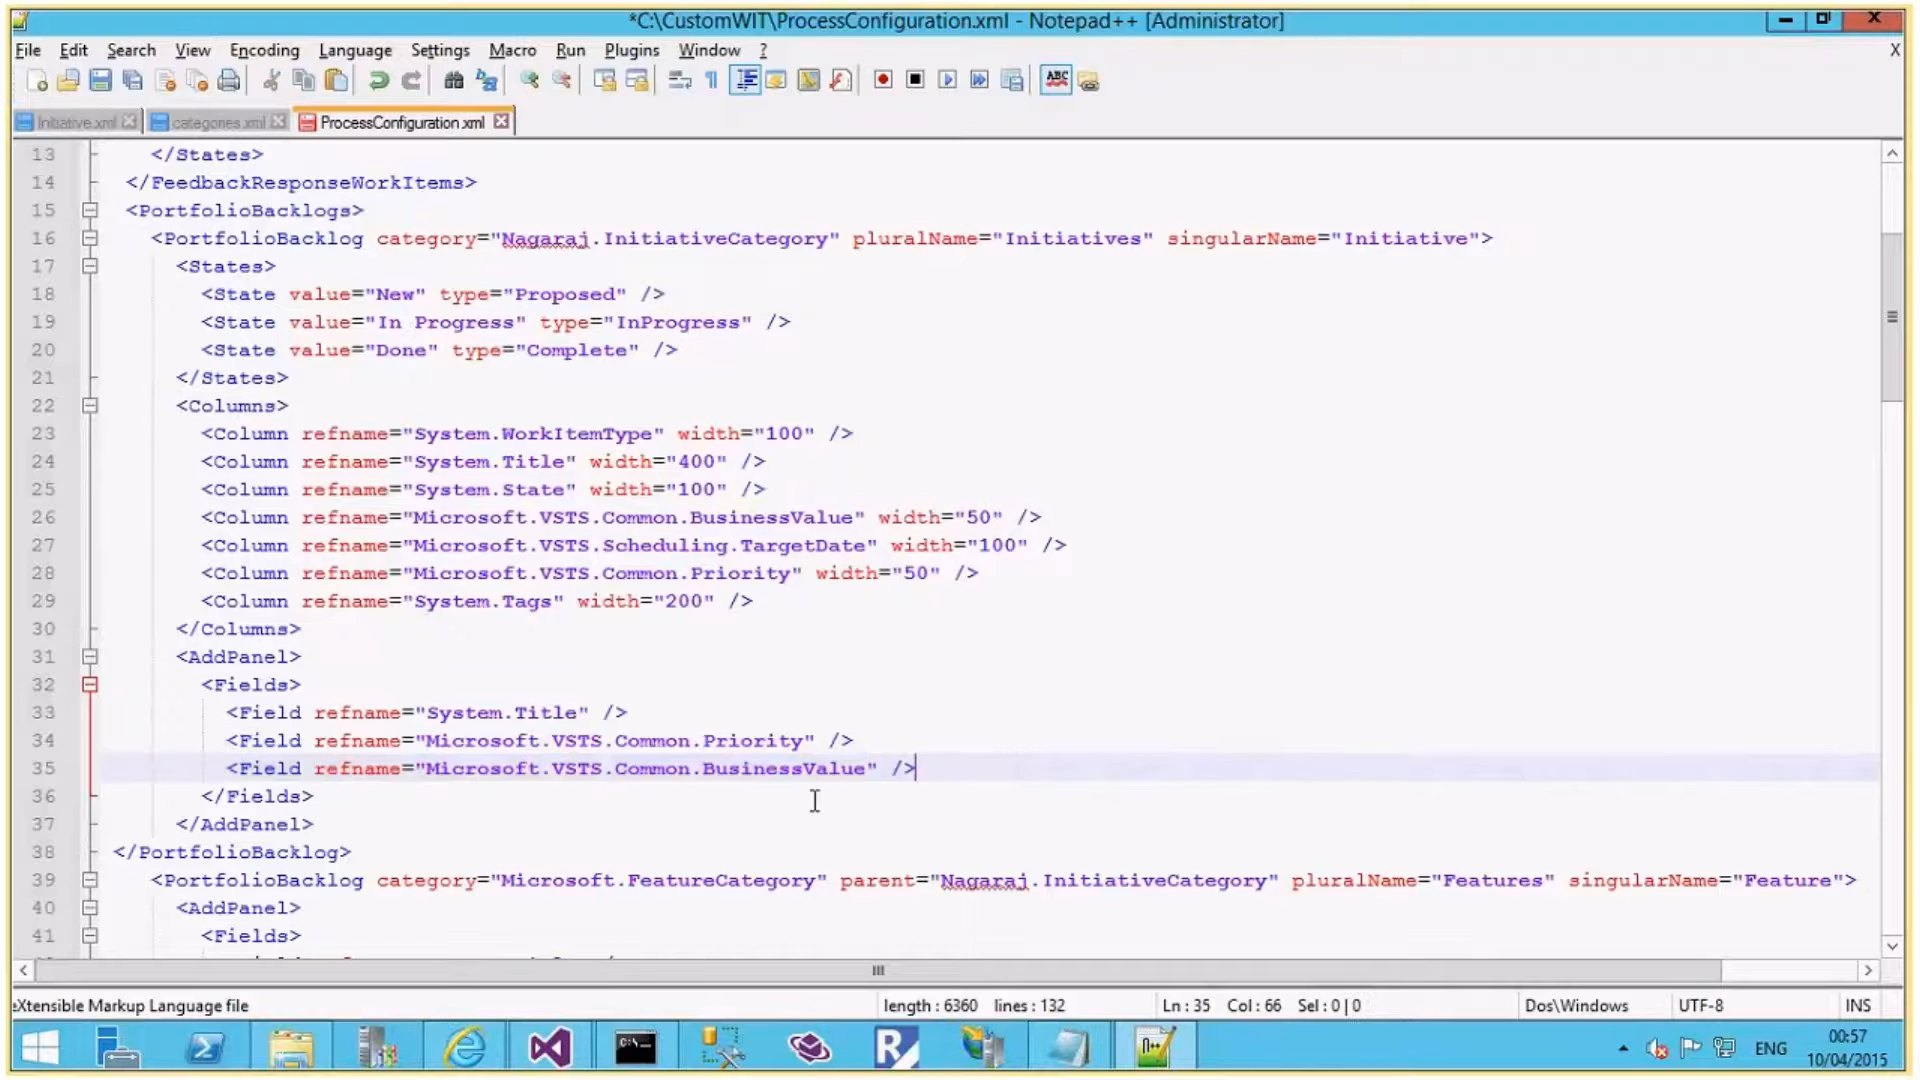 *C:\CustomWIT\ProcessConfiguration.xml - Notepad++ [Administrator]
File Edit Search View Encoding Language Settings Macro Run Plugins Window ? X
Initiative.xml categories.xml ProcessConfiguration.xml
13 </States>
14 </FeedbackResponseWorkItems>
15 <PortfolioBacklogs>
16 <PortfolioBacklog category="Nagaraj.InitiativeCategory" pluralName="Initiatives" singularName="Initiative">
17 <States>
18 <State value="New" type="Proposed" />
19 <State value="In Progress" type="InProgress" />
20 <State value="Done" type="Complete" />
21 </States>
22 <Columns>
23 <Column refname="System.WorkItemType" width="100" />
24 <Column refname="System.Title" width="400" />
25 <Column refname="System.State" width="100" />
26 <Column refname="Microsoft.VSTS.Common.BusinessValue" width="50" />
27 <Column refname="Microsoft.VSTS.Scheduling.TargetDate" width="100" />
28 <Column refname="Microsoft.VSTS.Common.Priority" width="50" />
29 <Column refname="System.Tags" width="200" />
30 </Columns>
31 <AddPanel>
32 <Fields>
33 <Field refname="System.Title" />
34 <Field refname="Microsoft.VSTS.Common.Priority" />
35 <Field refname="Microsoft.VSTS.Common.BusinessValue" />
36 </Fields>
37 </AddPanel>
38 </PortfolioBacklog>
39 <PortfolioBacklog category="Microsoft.FeatureCategory" parent="Nagaraj.InitiativeCategory" pluralName="Features" singularName="Feature">
40 <AddPanel>
41 <Fields>
eXtensible Markup Language file length : 6360 lines : 132 Ln : 35 Col : 66 Sel : 0 | 0 Dos\Windows UTF-8 INS
ENG 00:57
10/04/2015